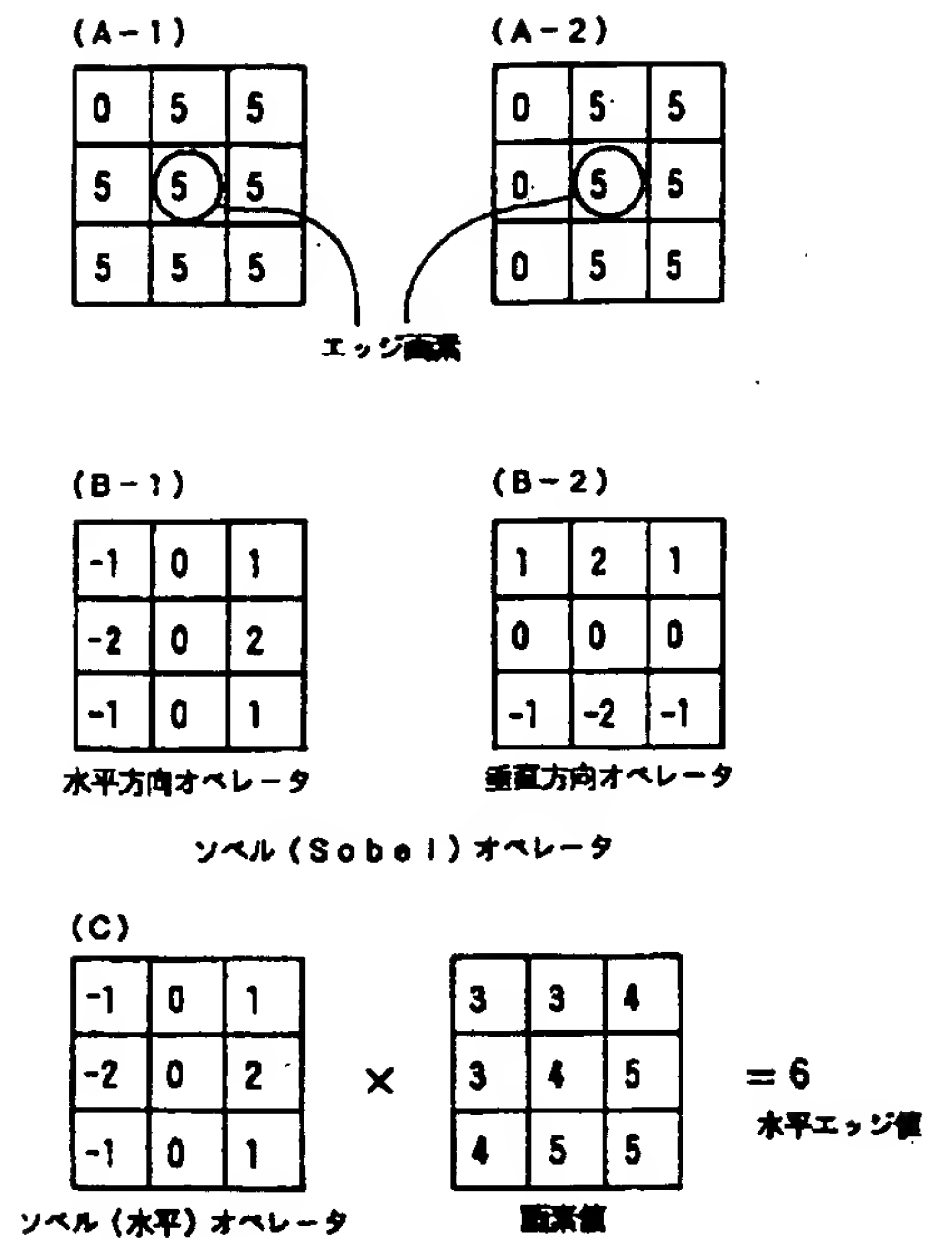 (A-1) (A-2)
0 5 5 0 5 5
5 5 5 0 5 5
5 5 5 0 5 5
エッジ画素
(B-1) (B-2)
-1 0 1 1 2 1
-2 0 2 0 0 0
-1 0 1 -1 -2 -1
水平方向オペレータ 垂直方向オペレータ
ソベル(Sobel)オペレータ
(C)
-1 0 1 3 3 4
-2 0 2 × 3 4 5 =6
水平エッジ値
-1 0 1 4 5 5
ソベル(水平)オペレータ 画素値